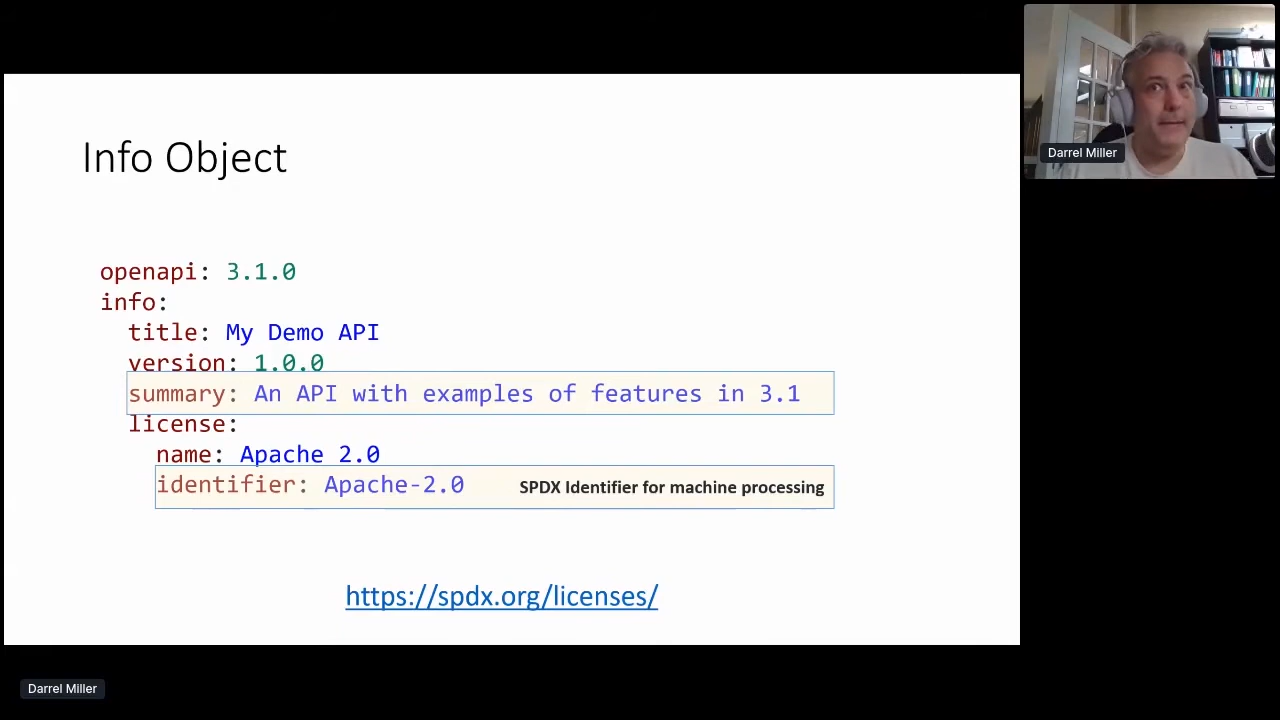 Info Object
openapi: 3.1.0
info:
title: My Demo API
version: 1.0.0
summary: An API with examples of features in 3.1
license:
name: Apache 2.0
identifier: Apache-2.0 SPDX Identifier for machine processing
https://spdx.org/licenses/
Darrel Miller
Darrel Miller